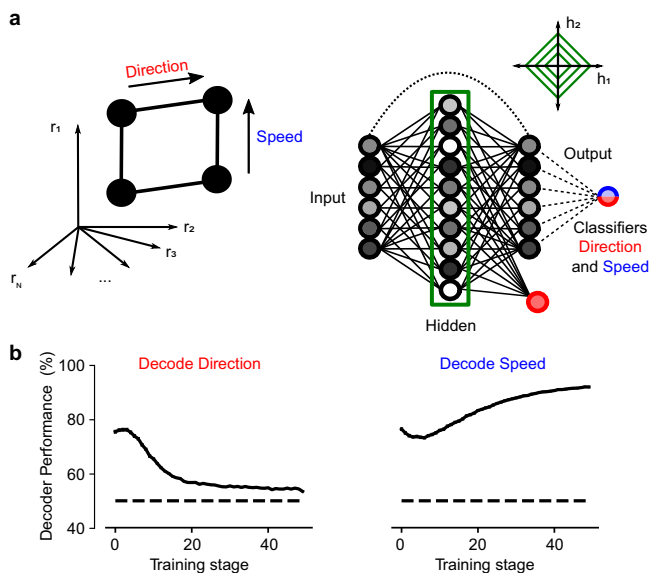 a
Direction
Speed
r₁
r₂
r₃
r_N
...
h₂
h₁
Input
Hidden
Output
Classifiers
Direction
and Speed
b
Decode Direction
Decode Speed
Decoder Performance (%)
100
80
60
40
0
20
40
Training stage
0
20
40
Training stage